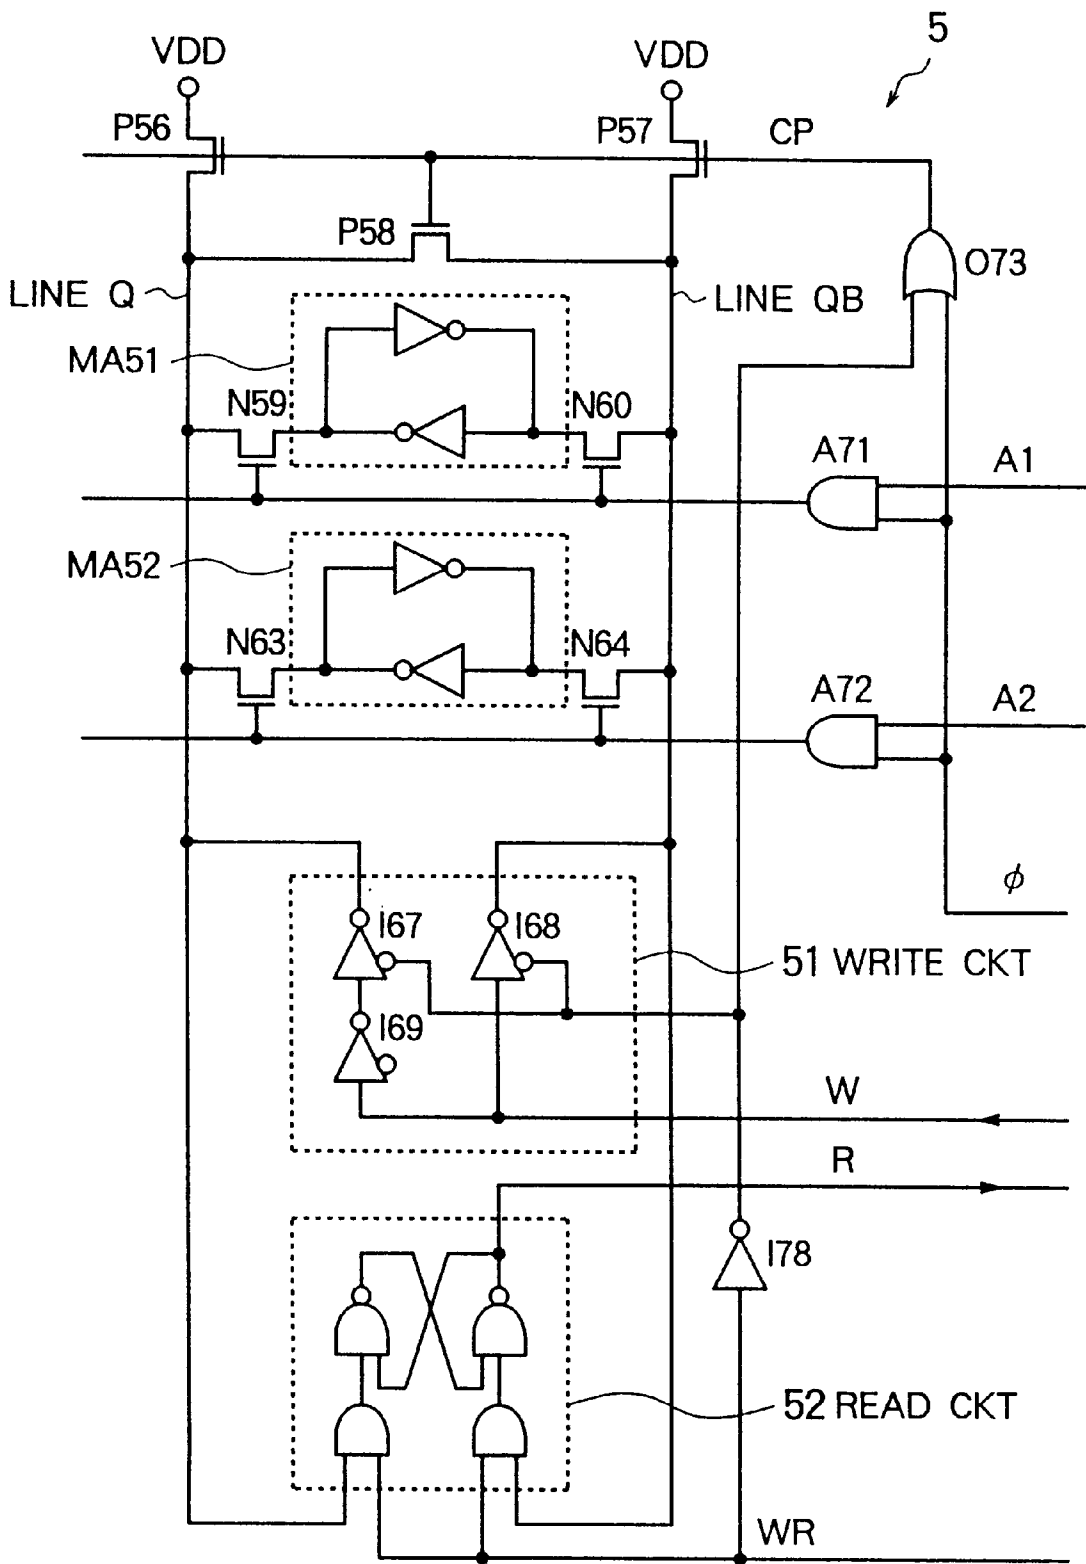 5
VDD
VDD
P56
P57
CP
P58
O73
LINE Q
LINE QB
MA51
N59
N60
A71
A1
MA52
N63
N64
A72
A2
ϕ
I67
I68
51 WRITE CKT
I69
W
R
I78
52 READ CKT
WR